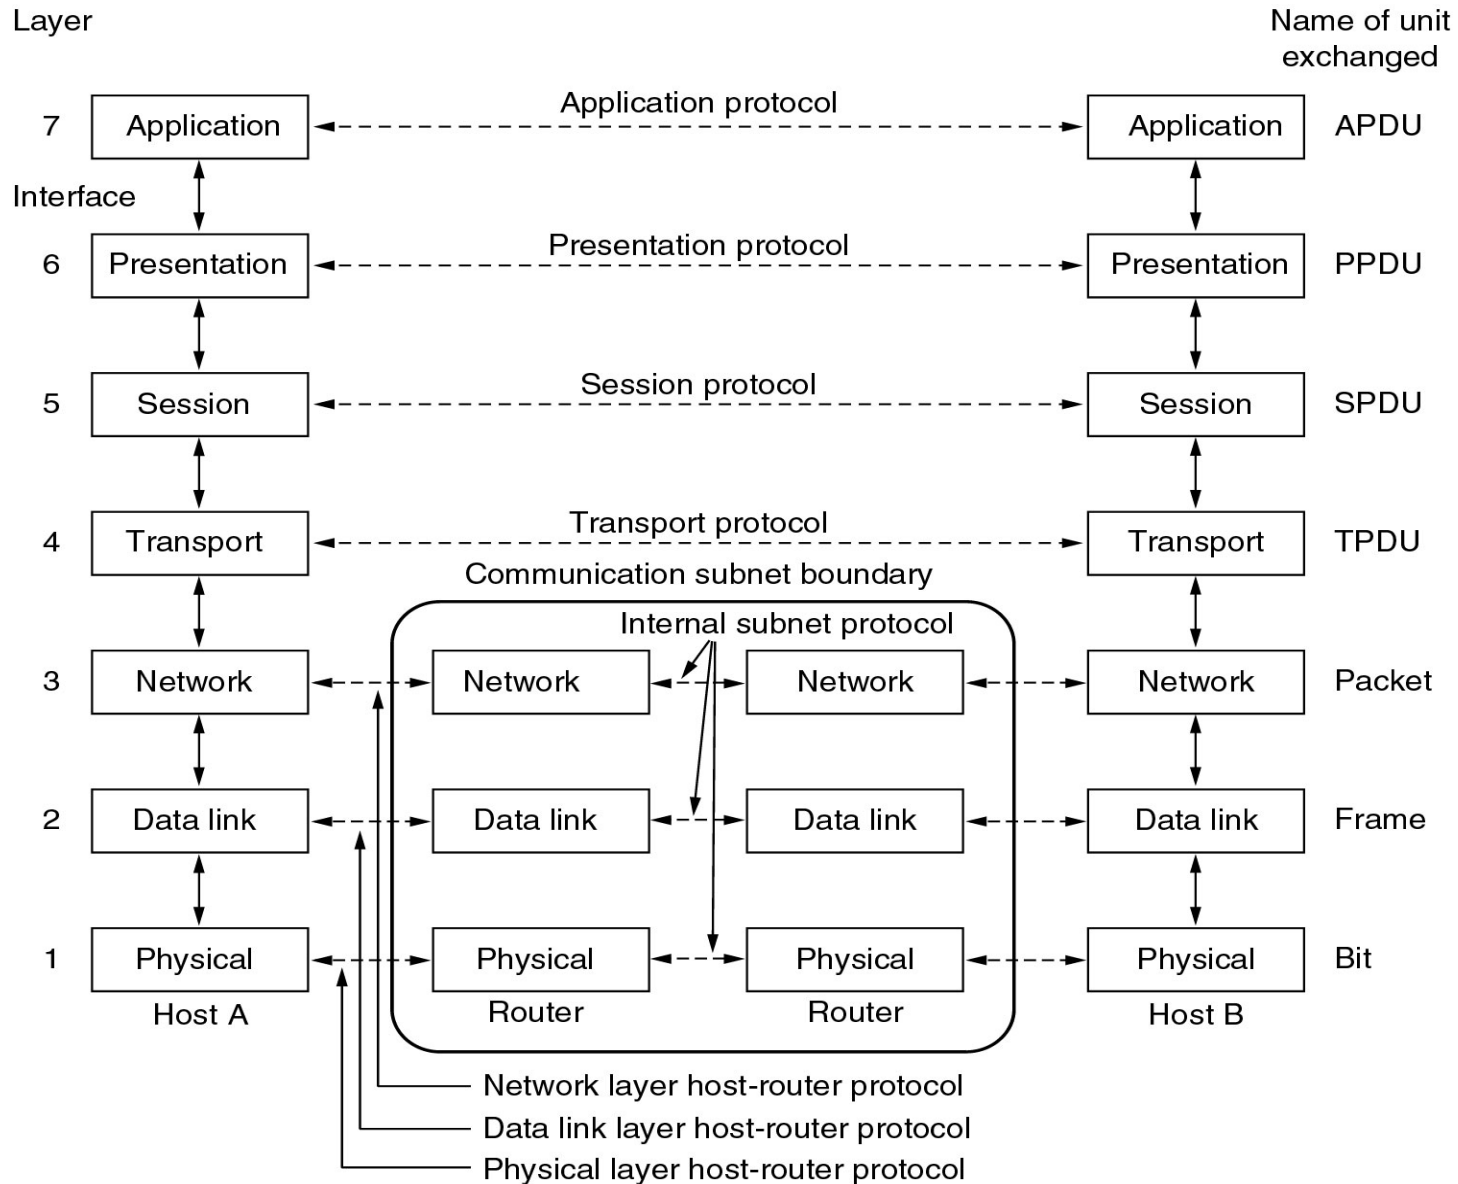 Layer
Name of unit
exchanged
Application protocol
7
Application
Application
APDU
Interface
Presentation protocol
6
Presentation
Presentation
PPDU
Session protocol
5
Session
Session
SPDU
Transport protocol
4
Transport
Transport
TPDU
Communication subnet boundary
Internal subnet protocol
3
Network
Network
Network
Network
Packet
2
Data link
Data link
Data link
Data link
Frame
1
Physical
Physical
Physical
Physical
Bit
Host A
Router
Router
Host B
Network layer host-router protocol
Data link layer host-router protocol
Physical layer host-router protocol